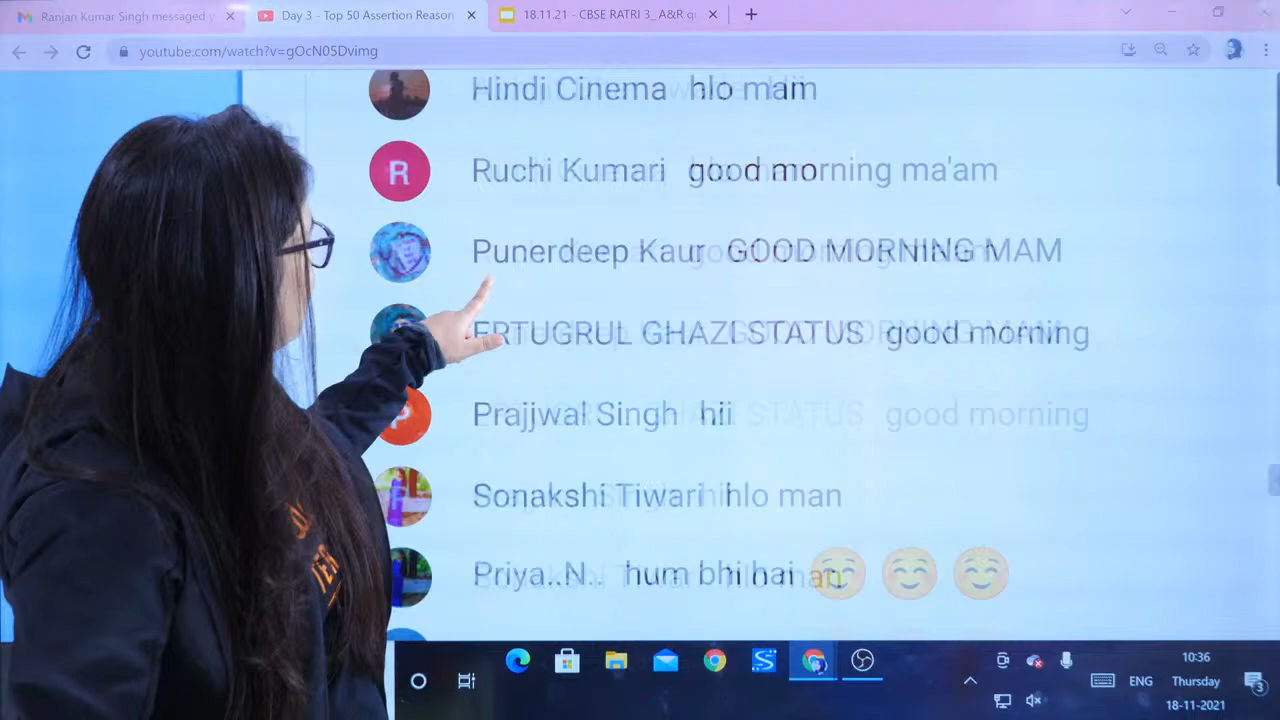 Ranjan Kumar Singh messaged y
Day 3 - Top 50 Assertion Reason
18.11.21 - CBSE RATRI 3_ A&R q
youtube.com/watch?v=gOcN05Dvimg
Hindi Cinema hlo mam
Ruchi Kumari good morning ma'am
R
Punerdeep Kaur GOOD MORNING MAM
ERTUGRUL GHAZI STATUS good morning
P
Prajjwal Singh hii
Sonakshi Tiwari hlo man
Priya..N.. hum bhi hai 😊 😊 😊
10:36
ENG Thursday
3
18-11-2021